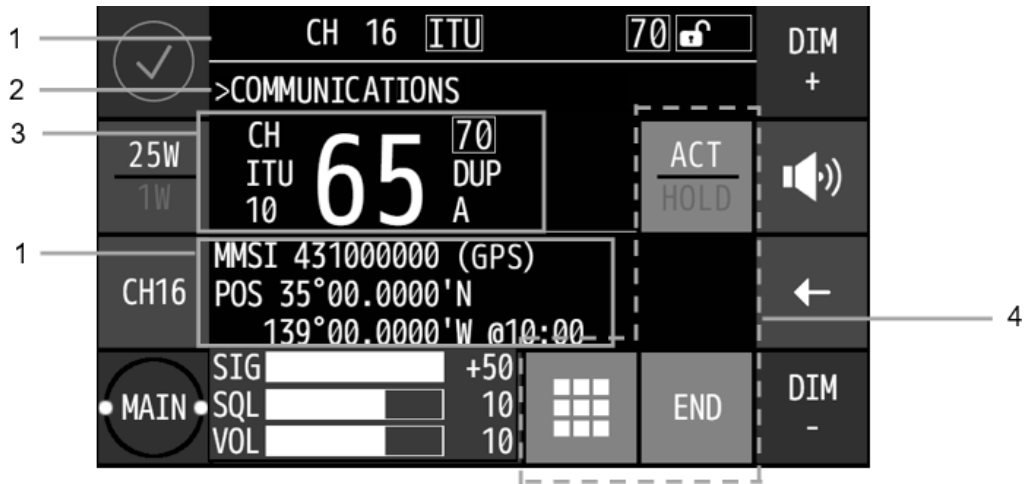 1
CH 16 ITU 70
DIM
+
2
>COMMUNICATIONS
3
CH
ITU
10
65
70
DUP
A
25W
1W
ACT
HOLD
1
MMSI 431000000 (GPS)
POS 35°00.0000'N
139°00.0000'W @10:00
CH16
←
4
MAIN
SIG +50
SQL 10
VOL 10
END
DIM
-